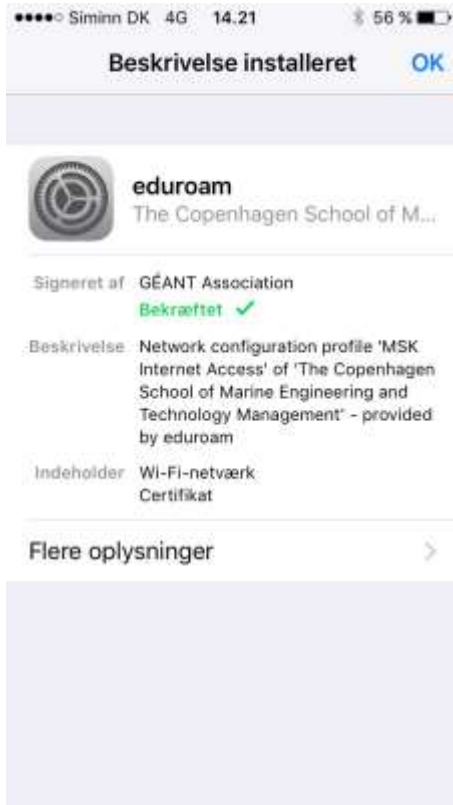 Siminn DK 4G 14.21 56 %
Beskrivelse installeret OK
eduroam
The Copenhagen School of M...
Signeret af GÉANT Association
Bekræftet ✓
Beskrivelse Network configuration profile 'MSK
Internet Access' of 'The Copenhagen
School of Marine Engineering and
Technology Management' - provided
by eduroam
Indeholder Wi-Fi-netværk
Certifikat
Flere oplysninger